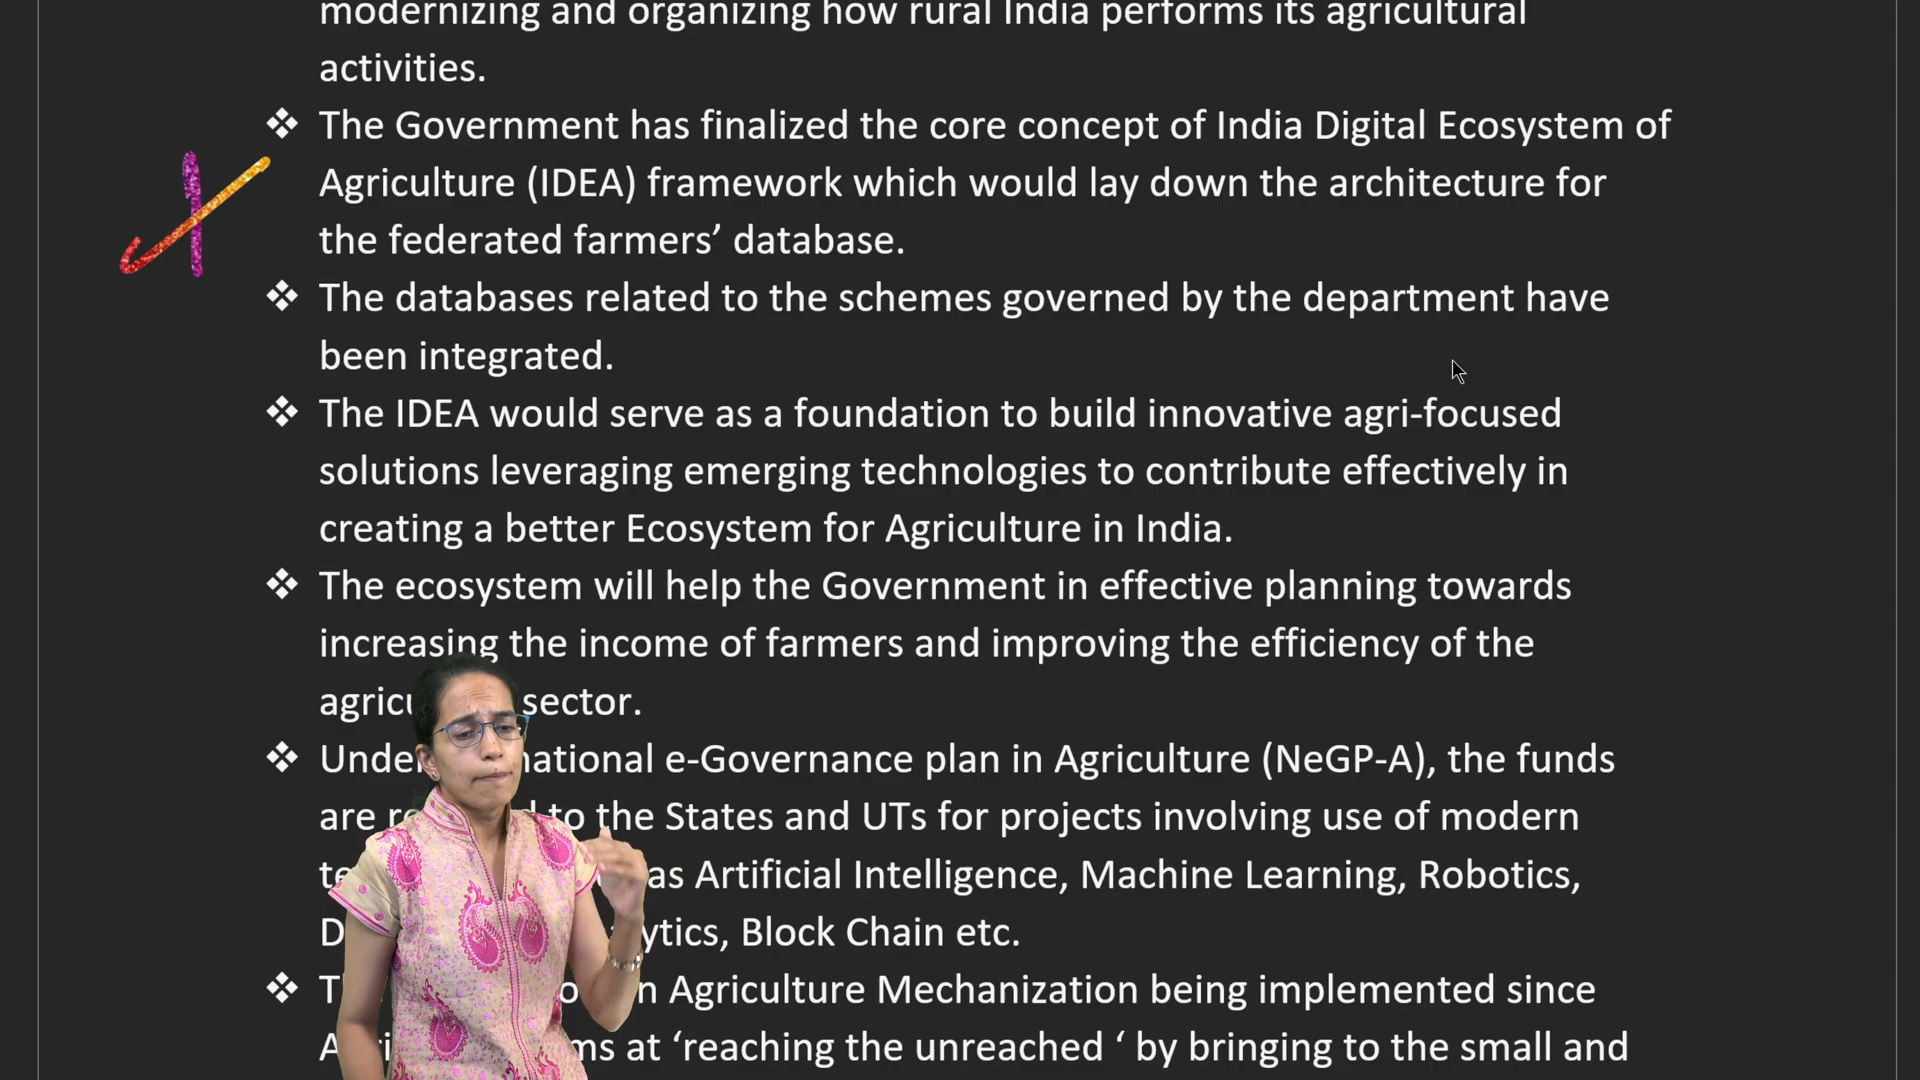 modernizing and organizing how rural India performs its agricultural
activities.
❖ The Government has finalized the core concept of India Digital Ecosystem of
Agriculture (IDEA) framework which would lay down the architecture for
the federated farmers’ database.
❖ The databases related to the schemes governed by the department have
been integrated.
❖ The IDEA would serve as a foundation to build innovative agri-focused
solutions leveraging emerging technologies to contribute effectively in
creating a better Ecosystem for Agriculture in India.
❖ The ecosystem will help the Government in effective planning towards
increasing the income of farmers and improving the efficiency of the
sector.
❖ national e-Governance plan in Agriculture (NeGP-A), the funds
are to the States and UTs for projects involving use of modern
as Artificial Intelligence, Machine Learning, Robotics,
Block Chain etc.
❖ Agriculture Mechanization being implemented since
at ‘reaching the unreached ‘ by bringing to the small and